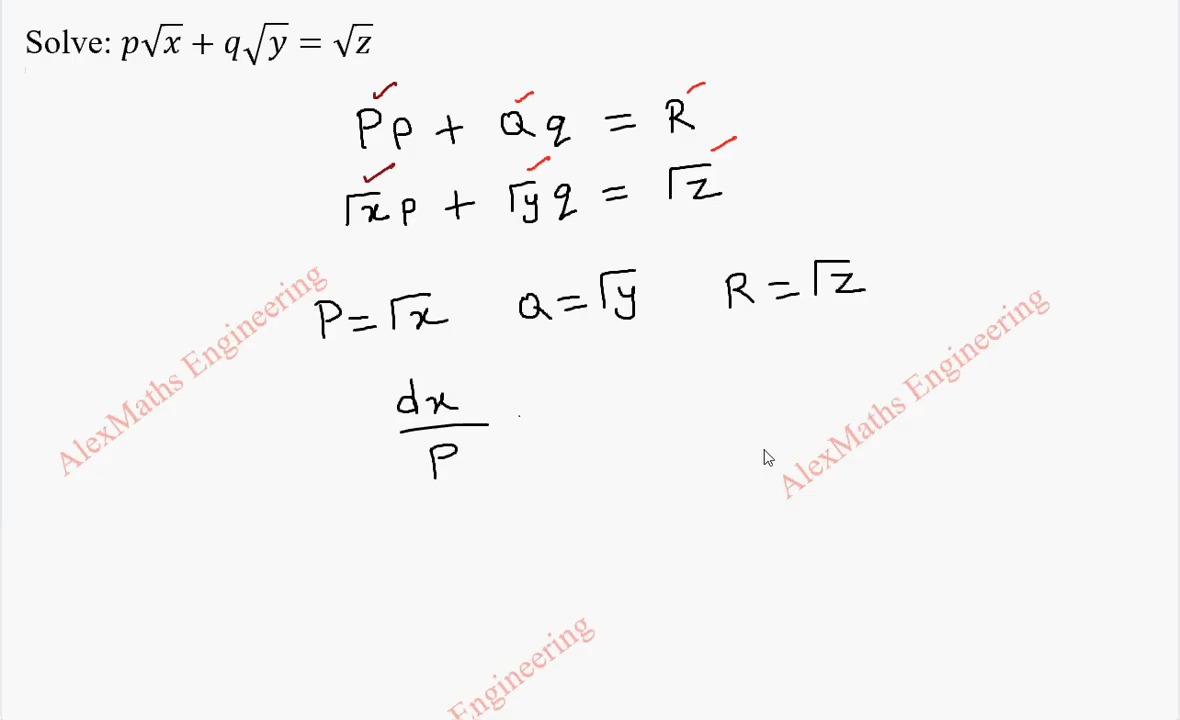 Solve: p√x + q√y = √z
Pp + Qq = R
√x p + √y q = √z
P = √x Q = √y R = √z
dx
P
AlexMaths Engineering
AlexMaths Engineering
Engineering